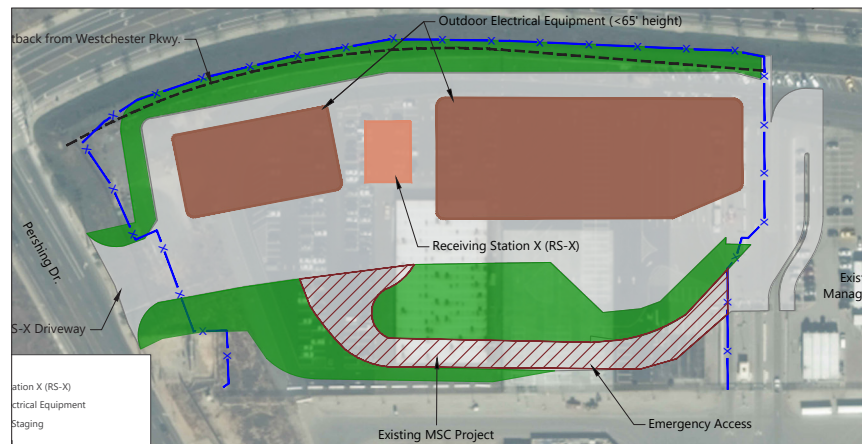 Outdoor Electrical Equipment (<65' height)
tback from Westchester Pkwy.
Receiving Station X (RS-X)
Pershing Dr.
Exis
Manag
S-X Driveway
ation X (RS-X)
ctrical Equipment
Staging
Emergency Access
Existing MSC Project